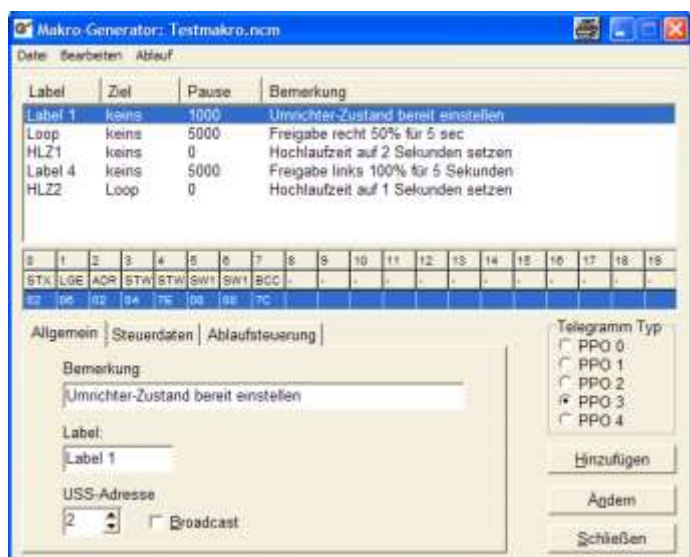 Makro-Generator: Testmakro.ncm
Datei Bearbeiten Ablauf
Label Ziel Pause Bemerkung
Label 1 keins 1000 Umrichter-Zustand bereit einstellen
Loop keins 5000 Freigabe recht 50% für 5 sec
HLZ1 keins 0 Hochlaufzeit auf 2 Sekunden setzen
Label 4 keins 5000 Freigabe links 100% für 5 Sekunden
HLZ2 Loop 0 Hochlaufzeit auf 1 Sekunden setzen
0 1 2 3 4 5 6 7 8 9 10 11 12 13 14 15 16 17 18 19
STX LGE ADR STW STW SW1 SW1 BCC - - - - - - - - - - - -
02 06 02 04 7E 00 00 7C
Allgemein Steuerdaten Ablaufsteuerung
Bemerkung
Umrichter-Zustand bereit einstellen
Label:
Label 1
USS-Adresse
2 Broadcast
Telegramm Typ
PPO 0
PPO 1
PPO 2
PPO 3
PPO 4
Hinzufügen
Ändern
Schließen